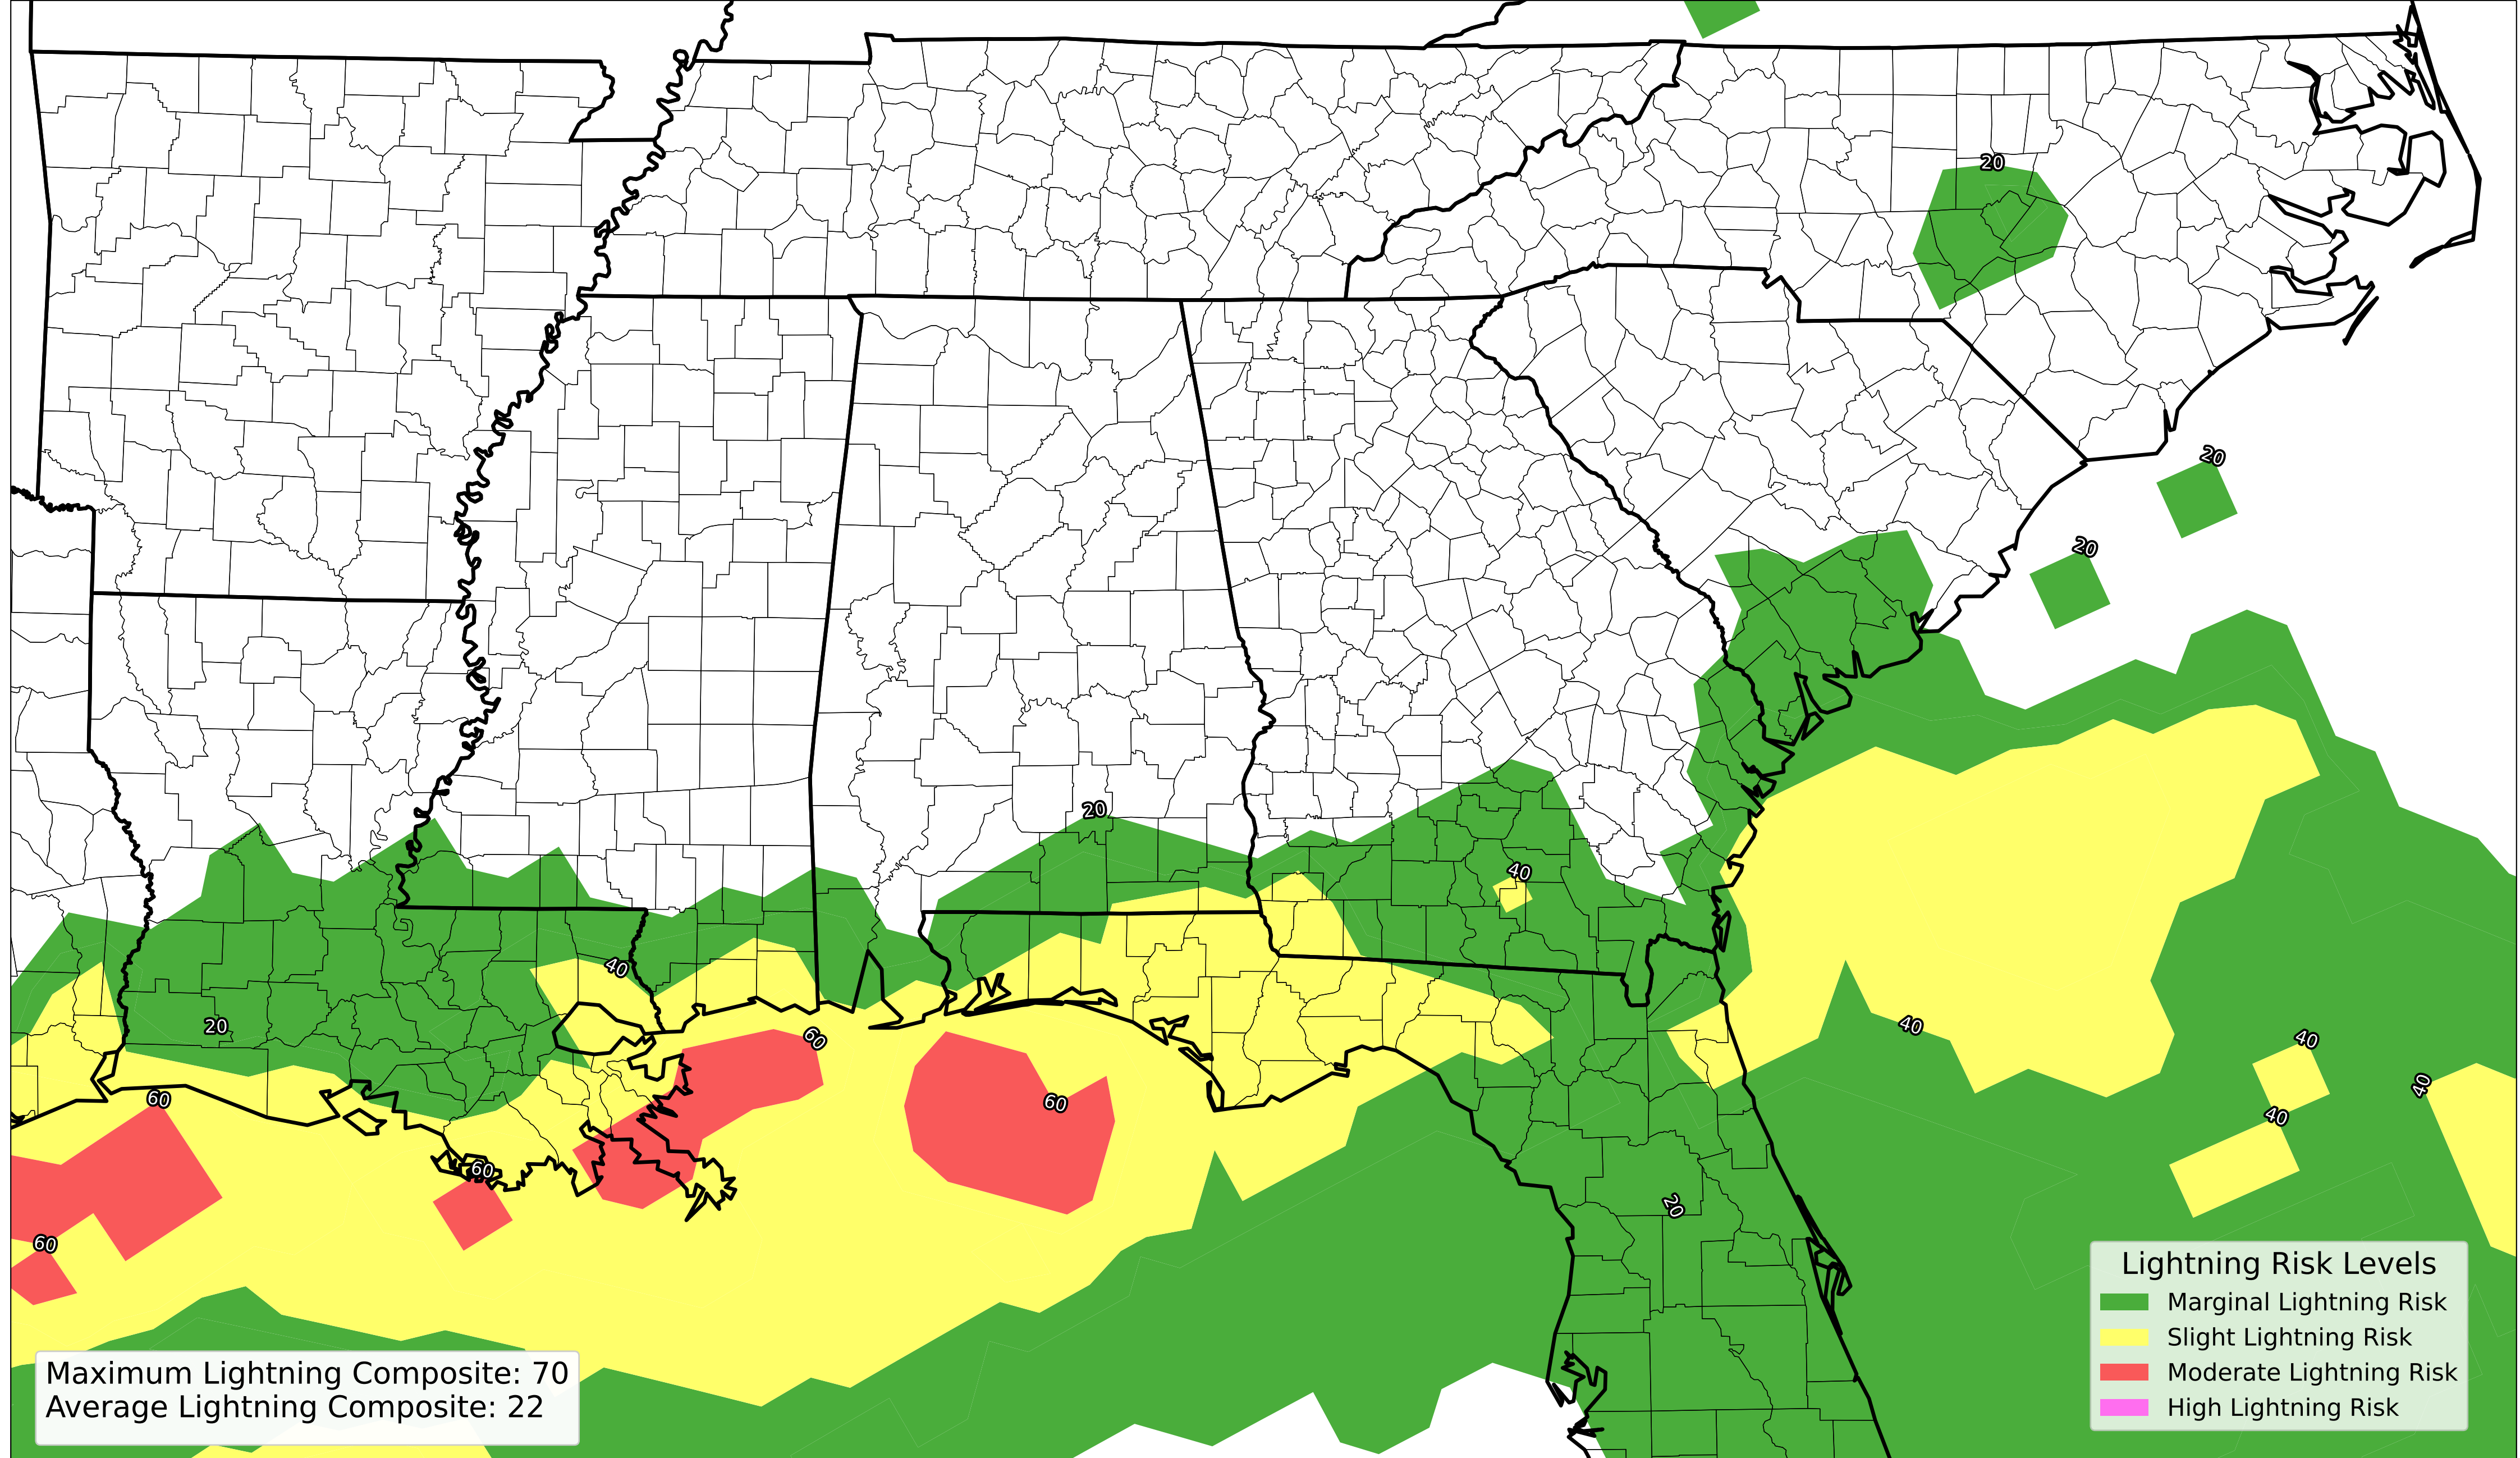 20
20
20
20
40
40
20
60
40
40
40
60
60
40
60
20
60
Lightning Risk Levels
Marginal Lightning Risk
Slight Lightning Risk
Moderate Lightning Risk
High Lightning Risk
Maximum Lightning Composite: 70
Average Lightning Composite: 22